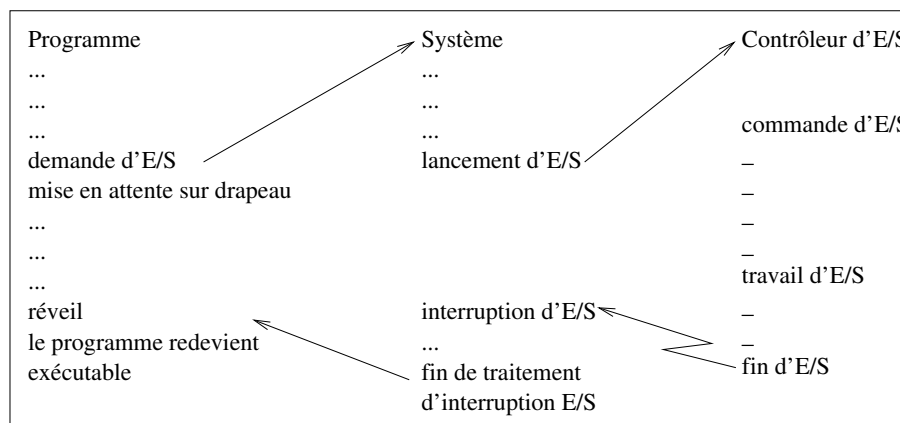 Programme
...
...
...
demande d'E/S
mise en attente sur drapeau
...
...
...
réveil
le programme redevient
exécutable
Système
...
...
...
lancement d'E/S
interruption d'E/S
...
fin de traitement
d'interruption E/S
Contrôleur d'E/S
commande d'E/S
–
–
–
–
travail d'E/S
–
–
fin d'E/S